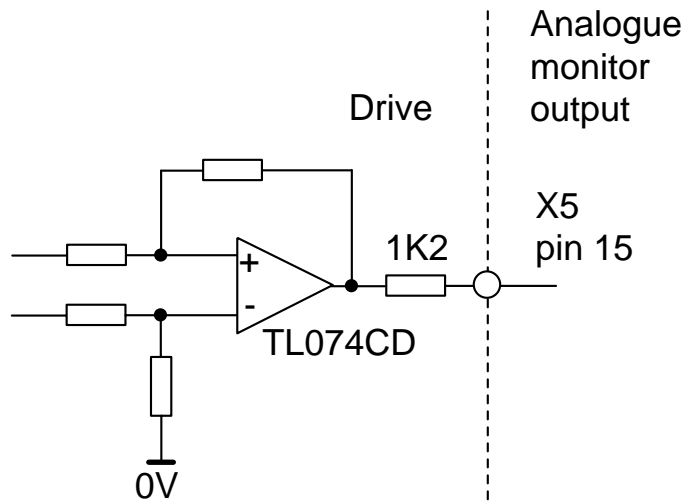 Analogue
monitor
output
Drive
X5
pin 15
1K2
+
-
TL074CD
0V